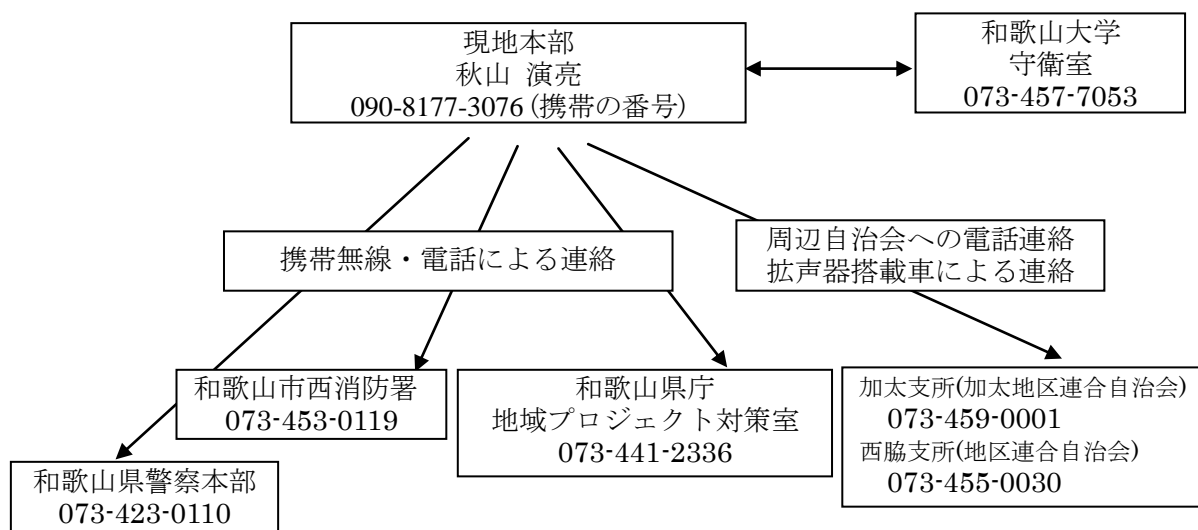 現地本部
秋山 演亮
090-8177-3076 (携帯の番号)
和歌山大学
守衛室
073-457-7053
携帯無線・電話による連絡
周辺自治会への電話連絡
拡声器搭載車による連絡
和歌山市西消防署
073-453-0119
和歌山県庁
地域プロジェクト対策室
073-441-2336
加太支所(加太地区連合自治会)
073-459-0001
西脇支所(地区連合自治会)
073-455-0030
和歌山県警察本部
073-423-0110